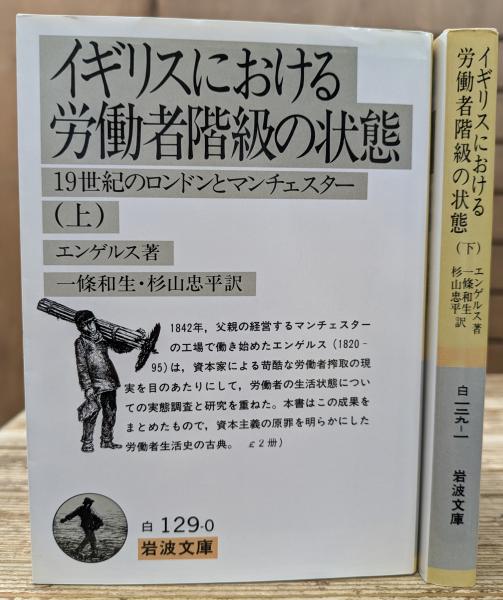 イギリスにおける
労働者階級の状態
19世紀のロンドンとマンチェスター
(上)
エンゲルス著
一條和生・杉山忠平訳
1842年,父親の経営するマンチェスター
の工場で働き始めたエンゲルス(1820-
95)は,資本家による苛酷な労働者搾取の現
実を目のあたりにして,労働者の生活状態につい
ての実態調査と研究を重ねた.本書はこの成果を
まとめたもので,資本主義の原罪を明らかにした
労働者生活史の古典.
白 129-0
岩波文庫
イギリスにおける
労働者階級の状態(下)
エンゲルス著
一條和生
杉山忠平訳
白一二九-一
岩波文庫